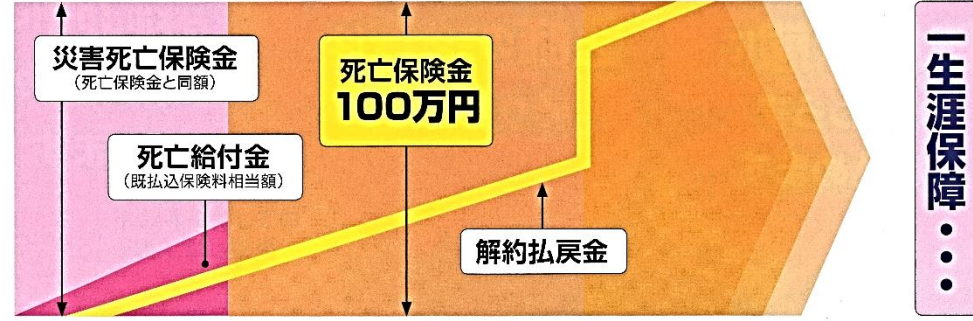 災害死亡保険金
(死亡保険金と同額)
死亡保険金
100万円
死亡給付金
(既払込保険料相当額)
解約払戻金
一生涯保障・・・